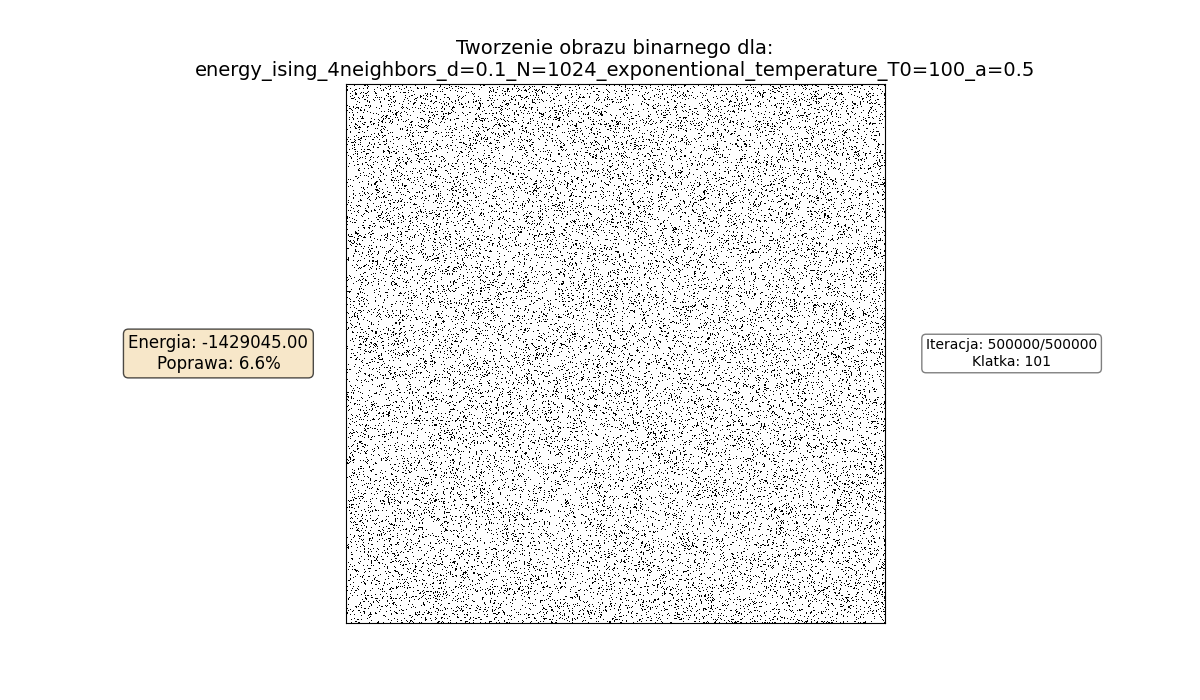 Tworzenie obrazu binarnego dla:
energy_ising_4neighbors_d=0.1_N=1024_exponentional_temperature_T0=100_a=0.5
Energia: -1429045.00
Poprawa: 6.6%
Iteracja: 500000/500000
Klatka: 101